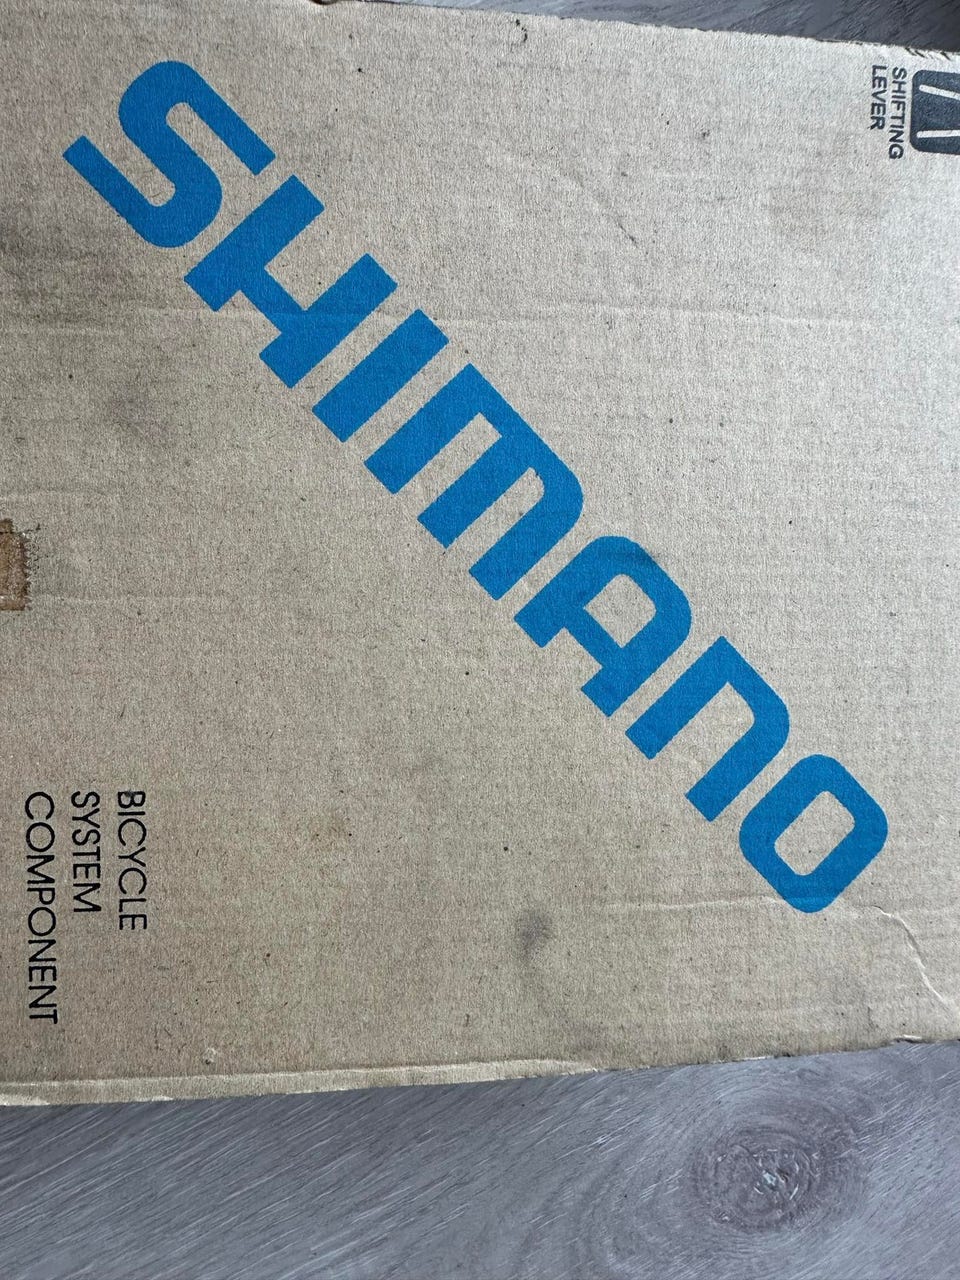 SHIFTING
LEVER
SHIMANO
BICYCLE
SYSTEM
COMPONENT